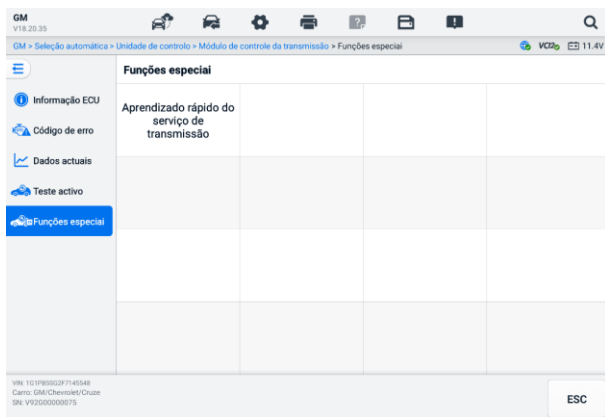 GM
V18.20.35
GM > Seleção automática > Unidade de controlo > Módulo de controle da transmissão > Funções especiai
VCI 11.4V
Funções especiai
Informação ECU
Código de erro
Dados actuais
Teste activo
Funções especiai
Aprendizado rápido do
serviço de
transmissão
VIN: 1G1PB5SG2F7145548
Carro: GM/Chevrolet/Cruze
SN: V92G00000075
ESC